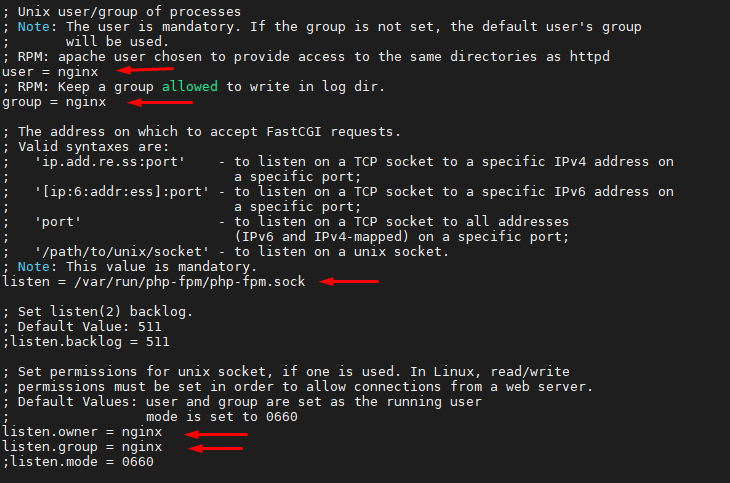 ; Unix user/group of processes
; Note: The user is mandatory. If the group is not set, the default user's group
;       will be used.
; RPM: apache user chosen to provide access to the same directories as httpd
user = nginx
; RPM: Keep a group allowed to write in log dir.
group = nginx

; The address on which to accept FastCGI requests.
; Valid syntaxes are:
;   'ip.add.re.ss:port'    - to listen on a TCP socket to a specific IPv4 address on
;                            a specific port;
;   '[ip:6:addr:ess]:port' - to listen on a TCP socket to a specific IPv6 address on
;                            a specific port;
;   'port'                 - to listen on a TCP socket to all addresses
;                            (IPv6 and IPv4-mapped) on a specific port;
;   '/path/to/unix/socket' - to listen on a unix socket.
; Note: This value is mandatory.
listen = /var/run/php-fpm/php-fpm.sock

; Set listen(2) backlog.
; Default Value: 511
;listen.backlog = 511

; Set permissions for unix socket, if one is used. In Linux, read/write
; permissions must be set in order to allow connections from a web server.
; Default Values: user and group are set as the running user
;                 mode is set to 0660
listen.owner = nginx
listen.group = nginx
;listen.mode = 0660